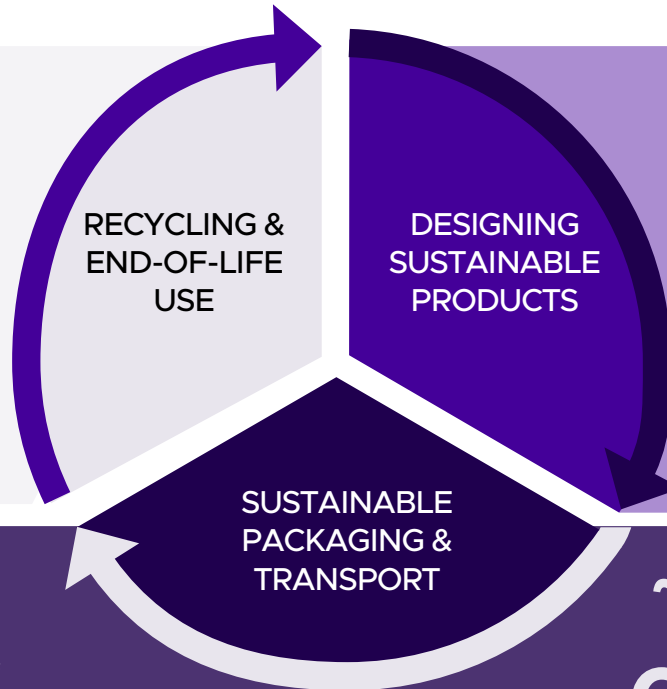 RECYCLING &
END-OF-LIFE
USE
DESIGNING
SUSTAINABLE
PRODUCTS
SUSTAINABLE
PACKAGING &
TRANSPORT